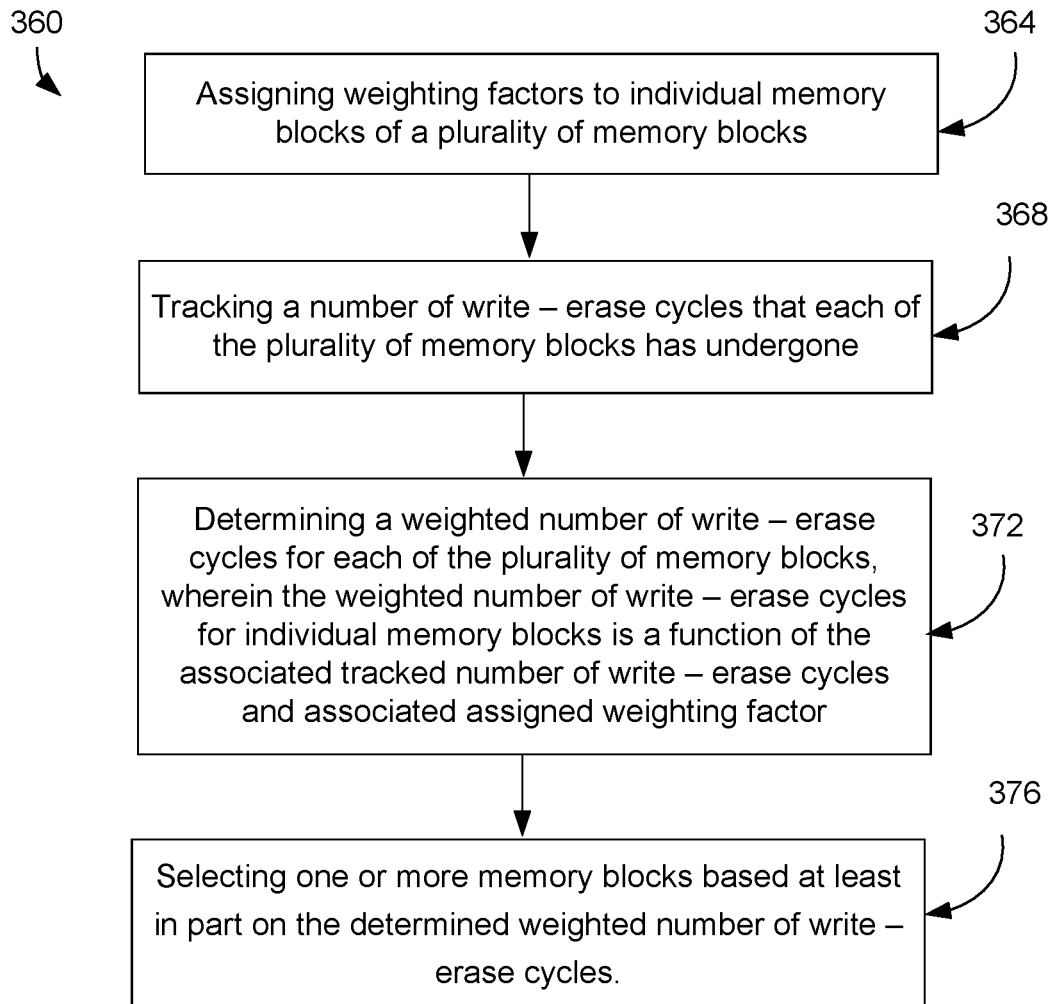 360
364
Assigning weighting factors to individual memory
blocks of a plurality of memory blocks
368
Tracking a number of write – erase cycles that each of
the plurality of memory blocks has undergone
372
Determining a weighted number of write – erase
cycles for each of the plurality of memory blocks,
wherein the weighted number of write – erase cycles
for individual memory blocks is a function of the
associated tracked number of write – erase cycles
and associated assigned weighting factor
376
Selecting one or more memory blocks based at least
in part on the determined weighted number of write –
erase cycles.